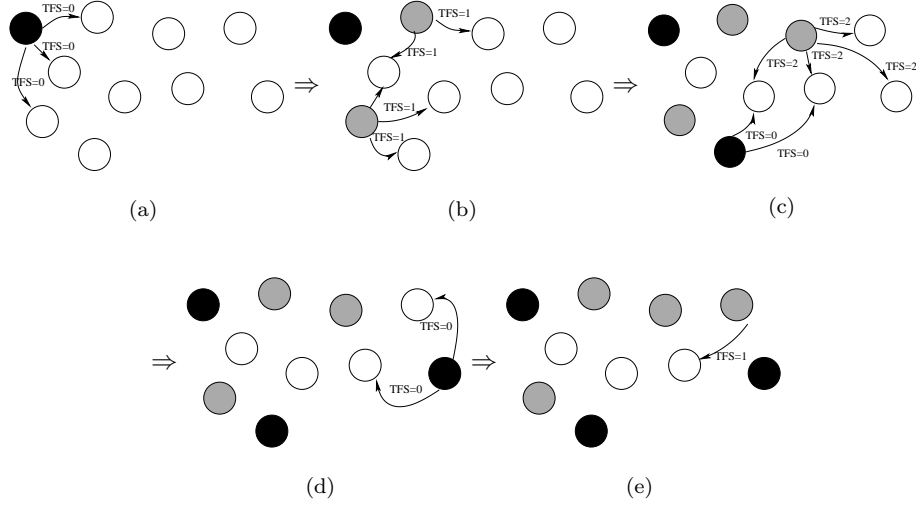 TFS=0
TFS=0
TFS=0
⇒
TFS=1
TFS=1
TFS=1
TFS=1
⇒
TFS=2
TFS=2
TFS=2
TFS=2
TFS=0
TFS=0
(a)
(b)
(c)
⇒
TFS=0
TFS=0
⇒
TFS=1
(d)
(e)